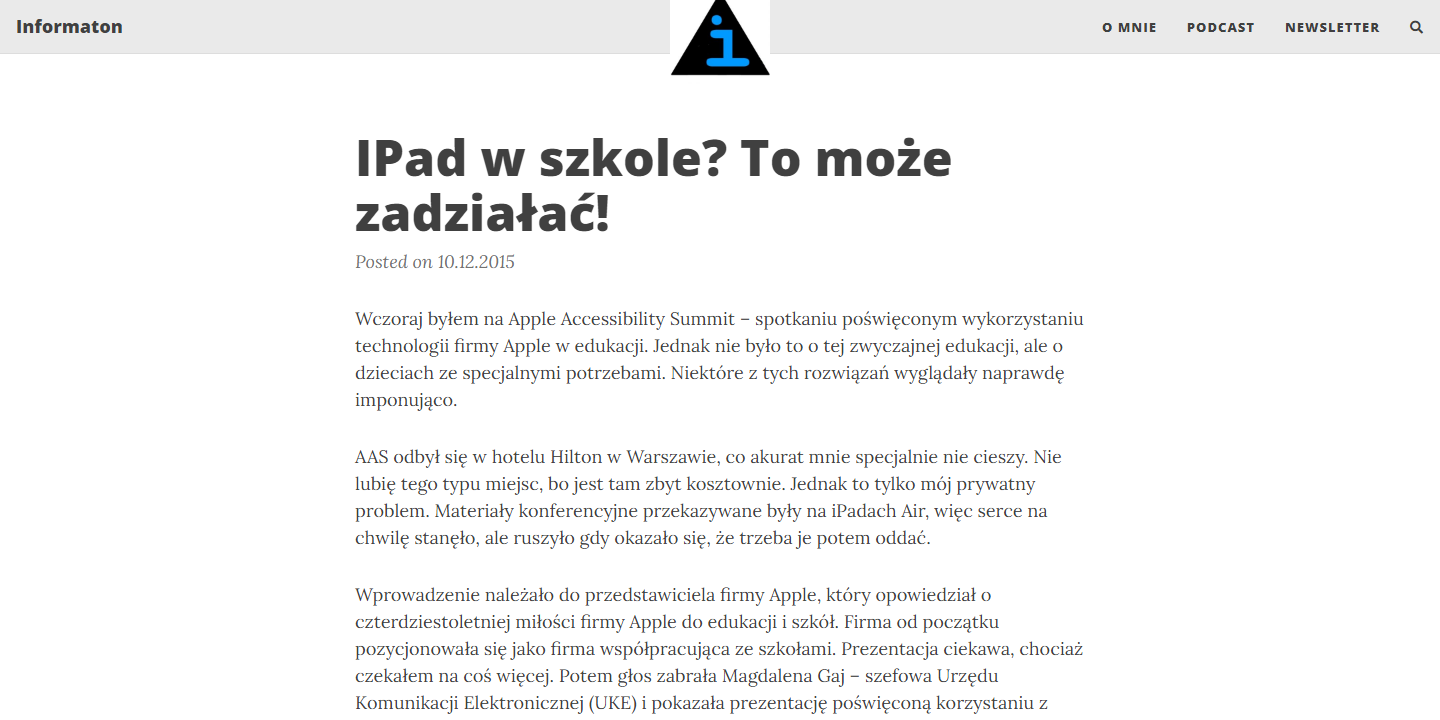 Informaton
i
O MNIE PODCAST NEWSLETTER
IPad w szkole? To może
zadziałać!
Posted on 10.12.2015
Wczoraj byłem na Apple Accessibility Summit – spotkaniu poświęconym wykorzystaniu
technologii firmy Apple w edukacji. Jednak nie było to o tej zwyczajnej edukacji, ale o
dzieciach ze specjalnymi potrzebami. Niektóre z tych rozwiązań wyglądały naprawdę
imponująco.
AAS odbył się w hotelu Hilton w Warszawie, co akurat mnie specjalnie nie cieszy. Nie
lubię tego typu miejsc, bo jest tam zbyt kosztownie. Jednak to tylko mój prywatny
problem. Materiały konferencyjne przekazywane były na iPadach Air, więc serce na
chwilę stanęło, ale ruszyło gdy okazało się, że trzeba je potem oddać.
Wprowadzenie należało do przedstawiciela firmy Apple, który opowiedział o
czterdziestoletniej miłości firmy Apple do edukacji i szkół. Firma od początku
pozycjonowała się jako firma współpracująca ze szkołami. Prezentacja ciekawa, chociaż
czekałem na coś więcej. Potem głos zabrała Magdalena Gaj – szefowa Urzędu
Komunikacji Elektronicznej (UKE) i pokazała prezentację poświęconą korzystaniu z